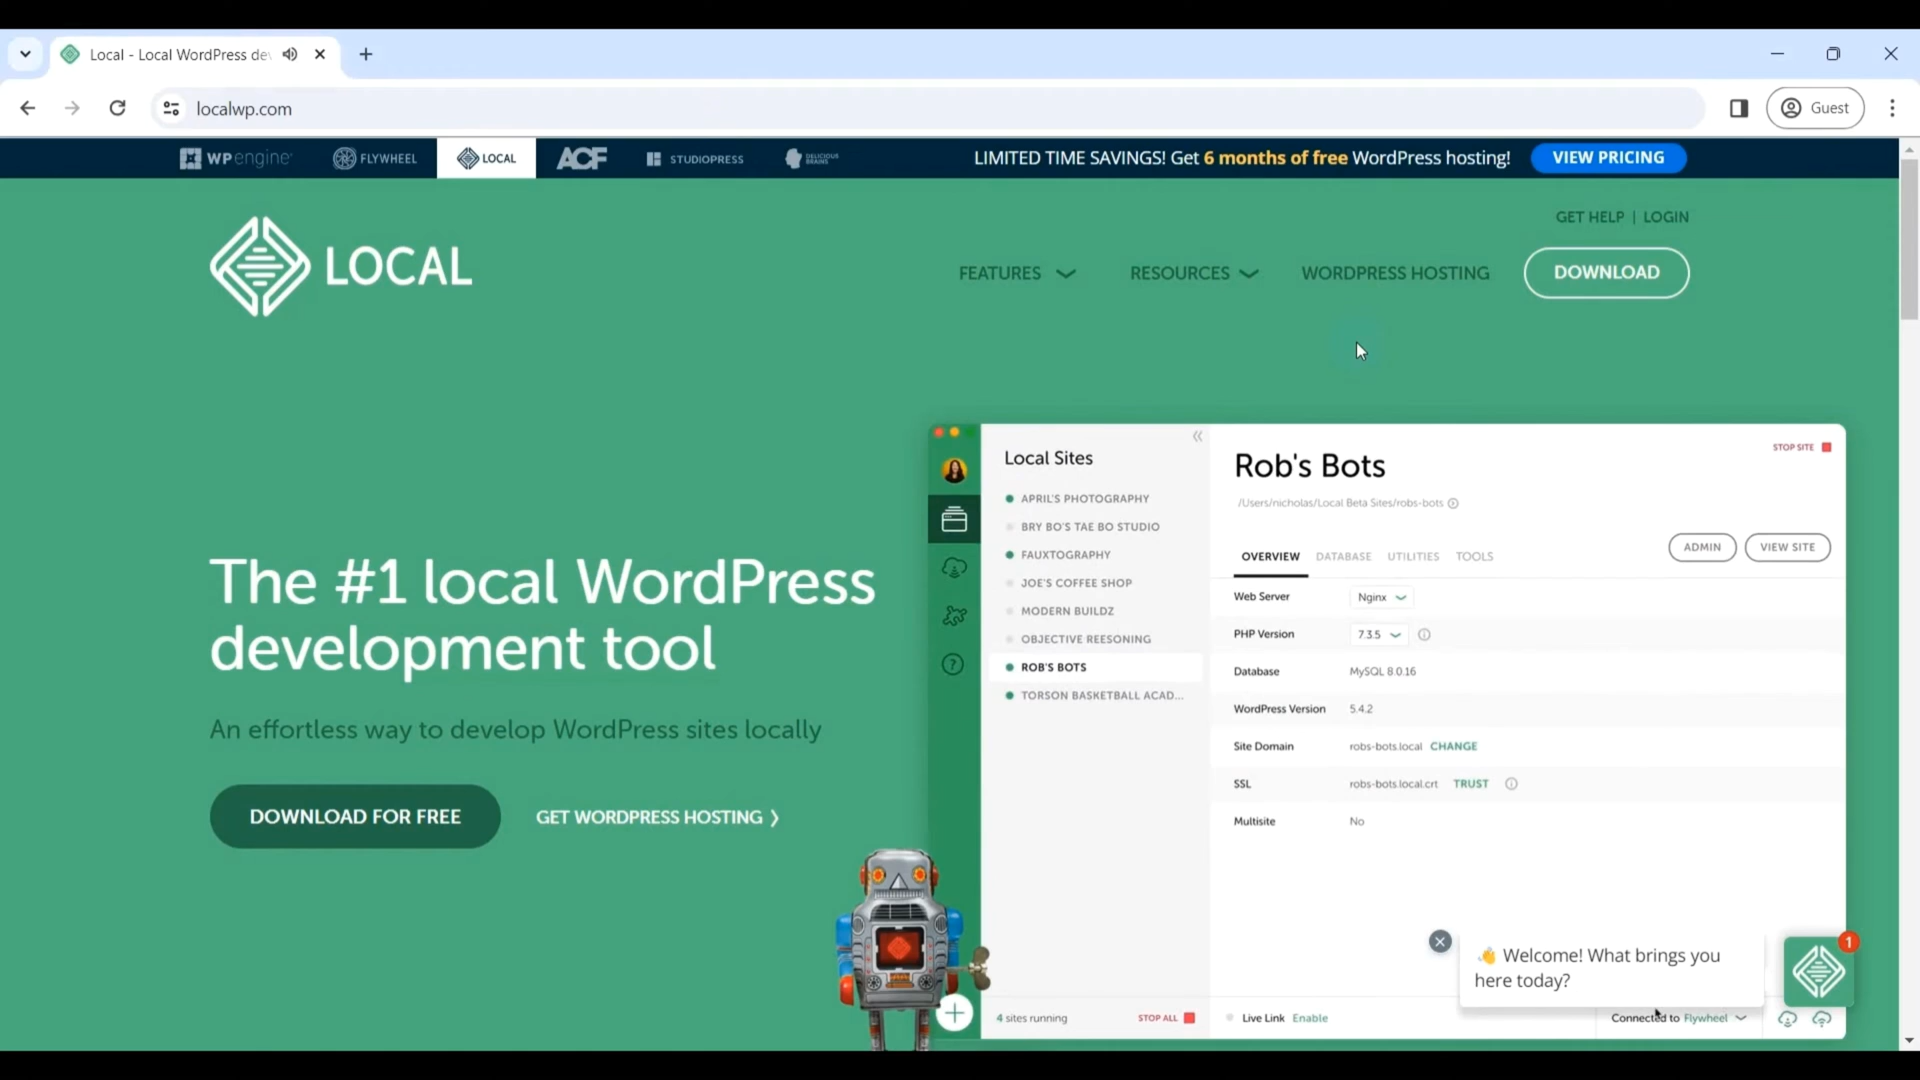 Local - Local WordPress de
localwp.com
Guest
WPengine
FLYWHEEL
LOCAL
ACF
STUDIOPRESS
DELICIOUS BRAINS
LIMITED TIME SAVINGS! Get 6 months of free WordPress hosting!
VIEW PRICING
GET HELP | LOGIN
LOCAL
FEATURES
RESOURCES
WORDPRESS HOSTING
DOWNLOAD
The #1 local WordPress
development tool
An effortless way to develop WordPress sites locally
DOWNLOAD FOR FREE
GET WORDPRESS HOSTING ❯
Local Sites
APRIL'S PHOTOGRAPHY
BRY BO'S TAE BO STUDIO
FAUXTOGRAPHY
JOE'S COFFEE SHOP
MODERN BUILDZ
OBJECTIVE REESONING
ROB'S BOTS
TORSON BASKETBALL ACAD...
4 sites running
STOP ALL
Rob's Bots
STOP SITE
/Users/nicholas/Local Beta Sites/robs-bots
ADMIN
VIEW SITE
OVERVIEW
DATABASE
UTILITIES
TOOLS
Web Server Nginx
PHP Version 7.3.5
Database MySQL 8.0.16
WordPress Version 5.4.2
Site Domain robs-bots.local CHANGE
SSL robs-bots.local.crt TRUST
Multisite No
👋 Welcome! What brings you
here today?
1
Live Link Enable
Connected to Flywheel